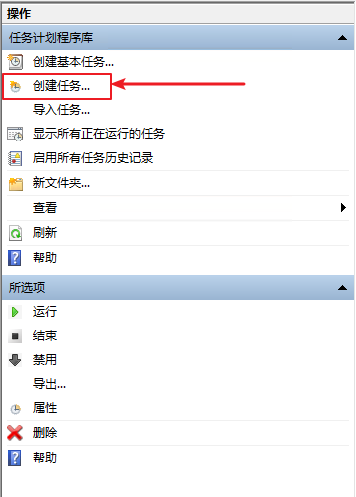 操作
任务计划程序库
创建基本任务...
创建任务...
导入任务...
显示所有正在运行的任务
启用所有任务历史记录
新文件夹...
查看
刷新
帮助
所选项
运行
结束
禁用
导出...
属性
删除
帮助